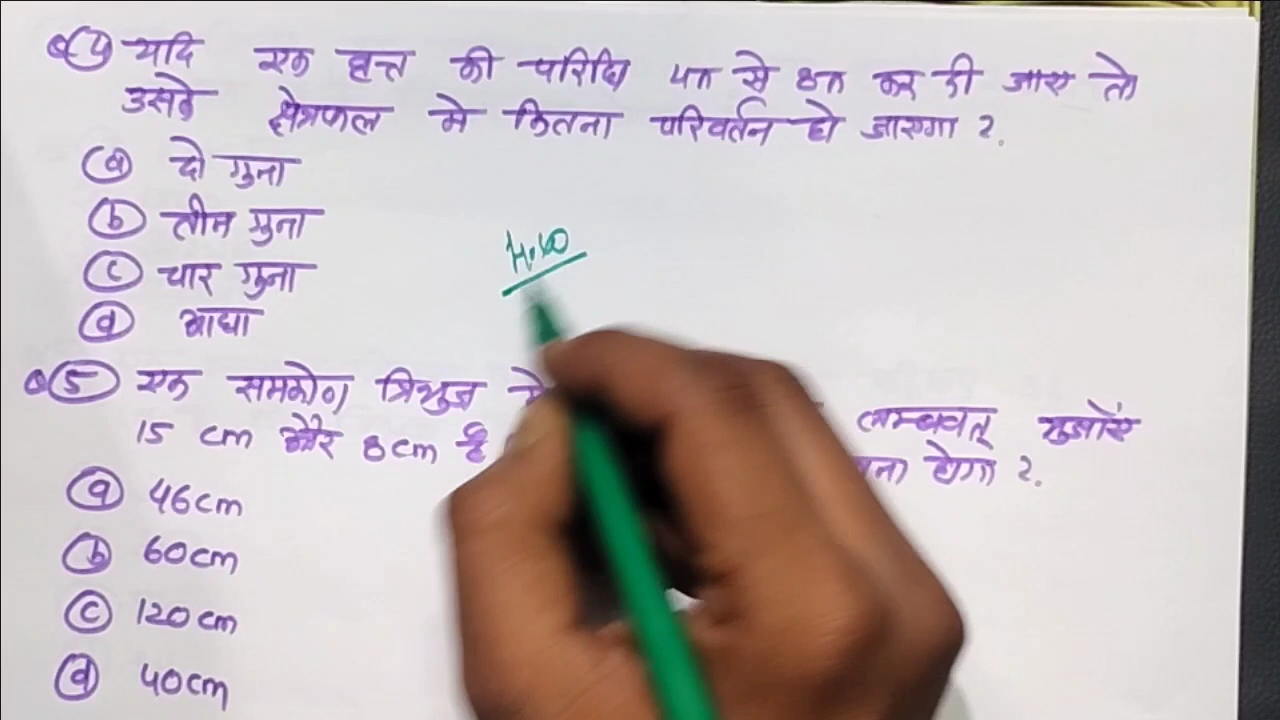 Q④ यदि एक वृत्त की परिधि 4π से 8π कर दी जाए तो
उसके क्षेत्रफल मे कितना परिवर्तन हो जाएगा ?.
ⓐ दो गुना
ⓑ तीन गुना
ⓒ चार गुना
ⓓ आधा
Q⑤ एक समकोण त्रिभुज मे लम्बवत् भुजाएं
15 cm और 8cm है होगा ?.
ⓐ 46cm
ⓑ 60cm
ⓒ 120cm
ⓓ 40cm